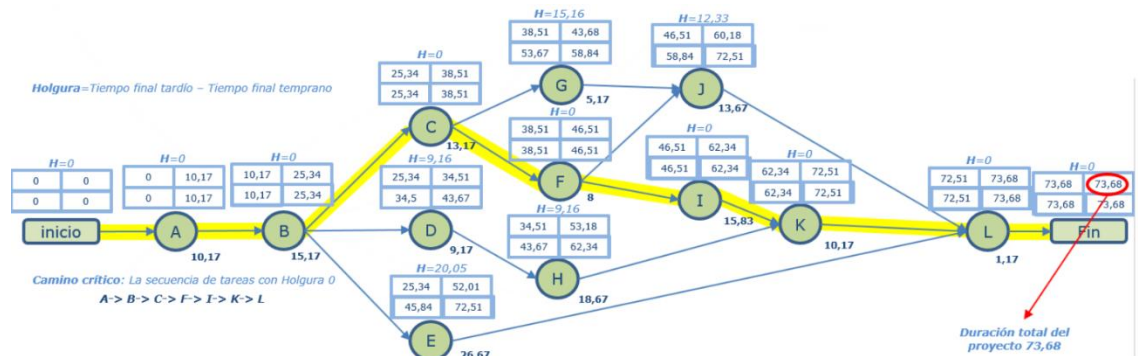 H=15,16
38,51 43,68
53,67 58,84
G
5,17
H=12,33
46,51 60,18
58,84 72,51
J
13,67
Holgura=Tiempo final tardío – Tiempo final temprano
H=0
25,34 38,51
25,34 38,51
C
13,17
H=0
38,51 46,51
38,51 46,51
F
8
H=0
46,51 62,34
46,51 62,34
I
15,83
H=0
0 0
0 0
inicio
H=0
0 10,17
0 10,17
A
10,17
H=0
10,17 25,34
10,17 25,34
B
15,17
H=9,16
25,34 34,51
34,5 43,67
D
9,17
H=0
62,34 72,51
62,34 72,51
K
10,17
H=0
72,51 73,68
72,51 73,68
L
1,17
H=0
73,68 73,68
73,68 73,68
Fin
H=9,16
34,51 53,18
43,67 62,34
H
18,67
Camino crítico: La secuencia de tareas con Holgura 0
A-> B-> C-> F-> I-> K-> L
H=20,05
25,34 52,01
45,84 72,51
E
26,67
Duración total del
proyecto 73,68